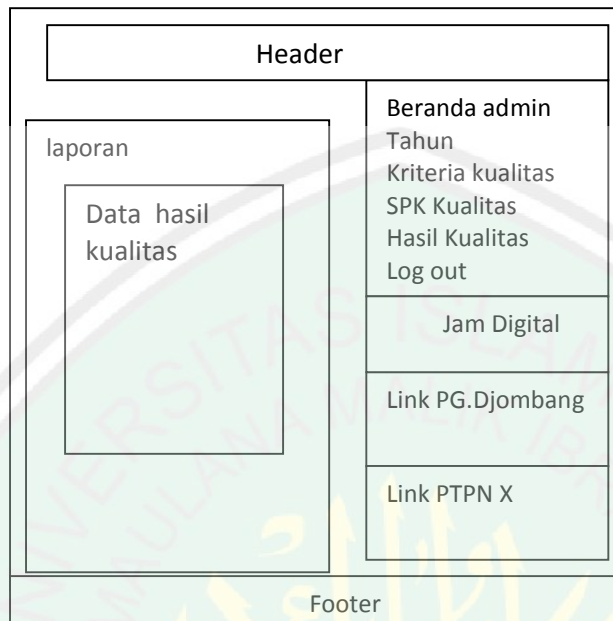 Header
laporan
Data hasil
kualitas
Beranda admin
Tahun
Kriteria kualitas
SPK Kualitas
Hasil Kualitas
Log out
Jam Digital
Link PG.Djombang
Link PTPN X
Footer